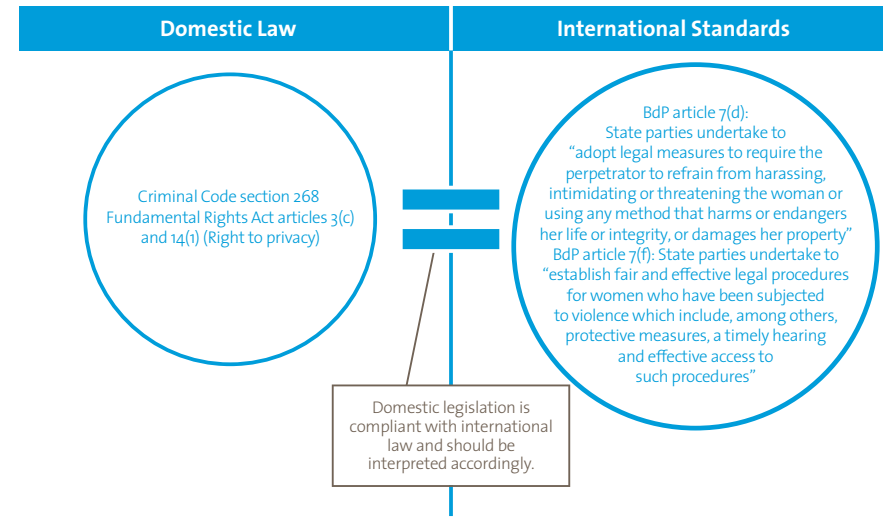 Domestic Law
International Standards
Criminal Code section 268
Fundamental Rights Act articles 3(c)
and 14(1) (Right to privacy)
BdP article 7(d):
State parties undertake to
“adopt legal measures to require the
perpetrator to refrain from harassing,
intimidating or threatening the woman or
using any method that harms or endangers
her life or integrity, or damages her property”
BdP article 7(f): State parties undertake to
“establish fair and effective legal procedures
for women who have been subjected
to violence which include, among others,
protective measures, a timely hearing
and effective access to
such procedures”
Domestic legislation is
compliant with international
law and should be
interpreted accordingly.